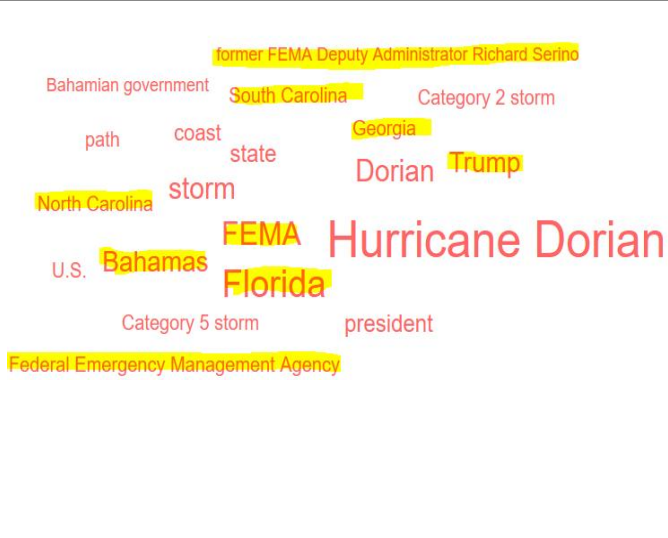 former FEMA Deputy Administrator Richard Serino
Bahamian government
South Carolina
Category 2 storm
Georgia
coast
path
state
Trump
Dorian
storm
North Carolina
FEMA
Hurricane Dorian
Bahamas
U.S.
Florida
Category 5 storm
president
Federal Emergency Management Agency